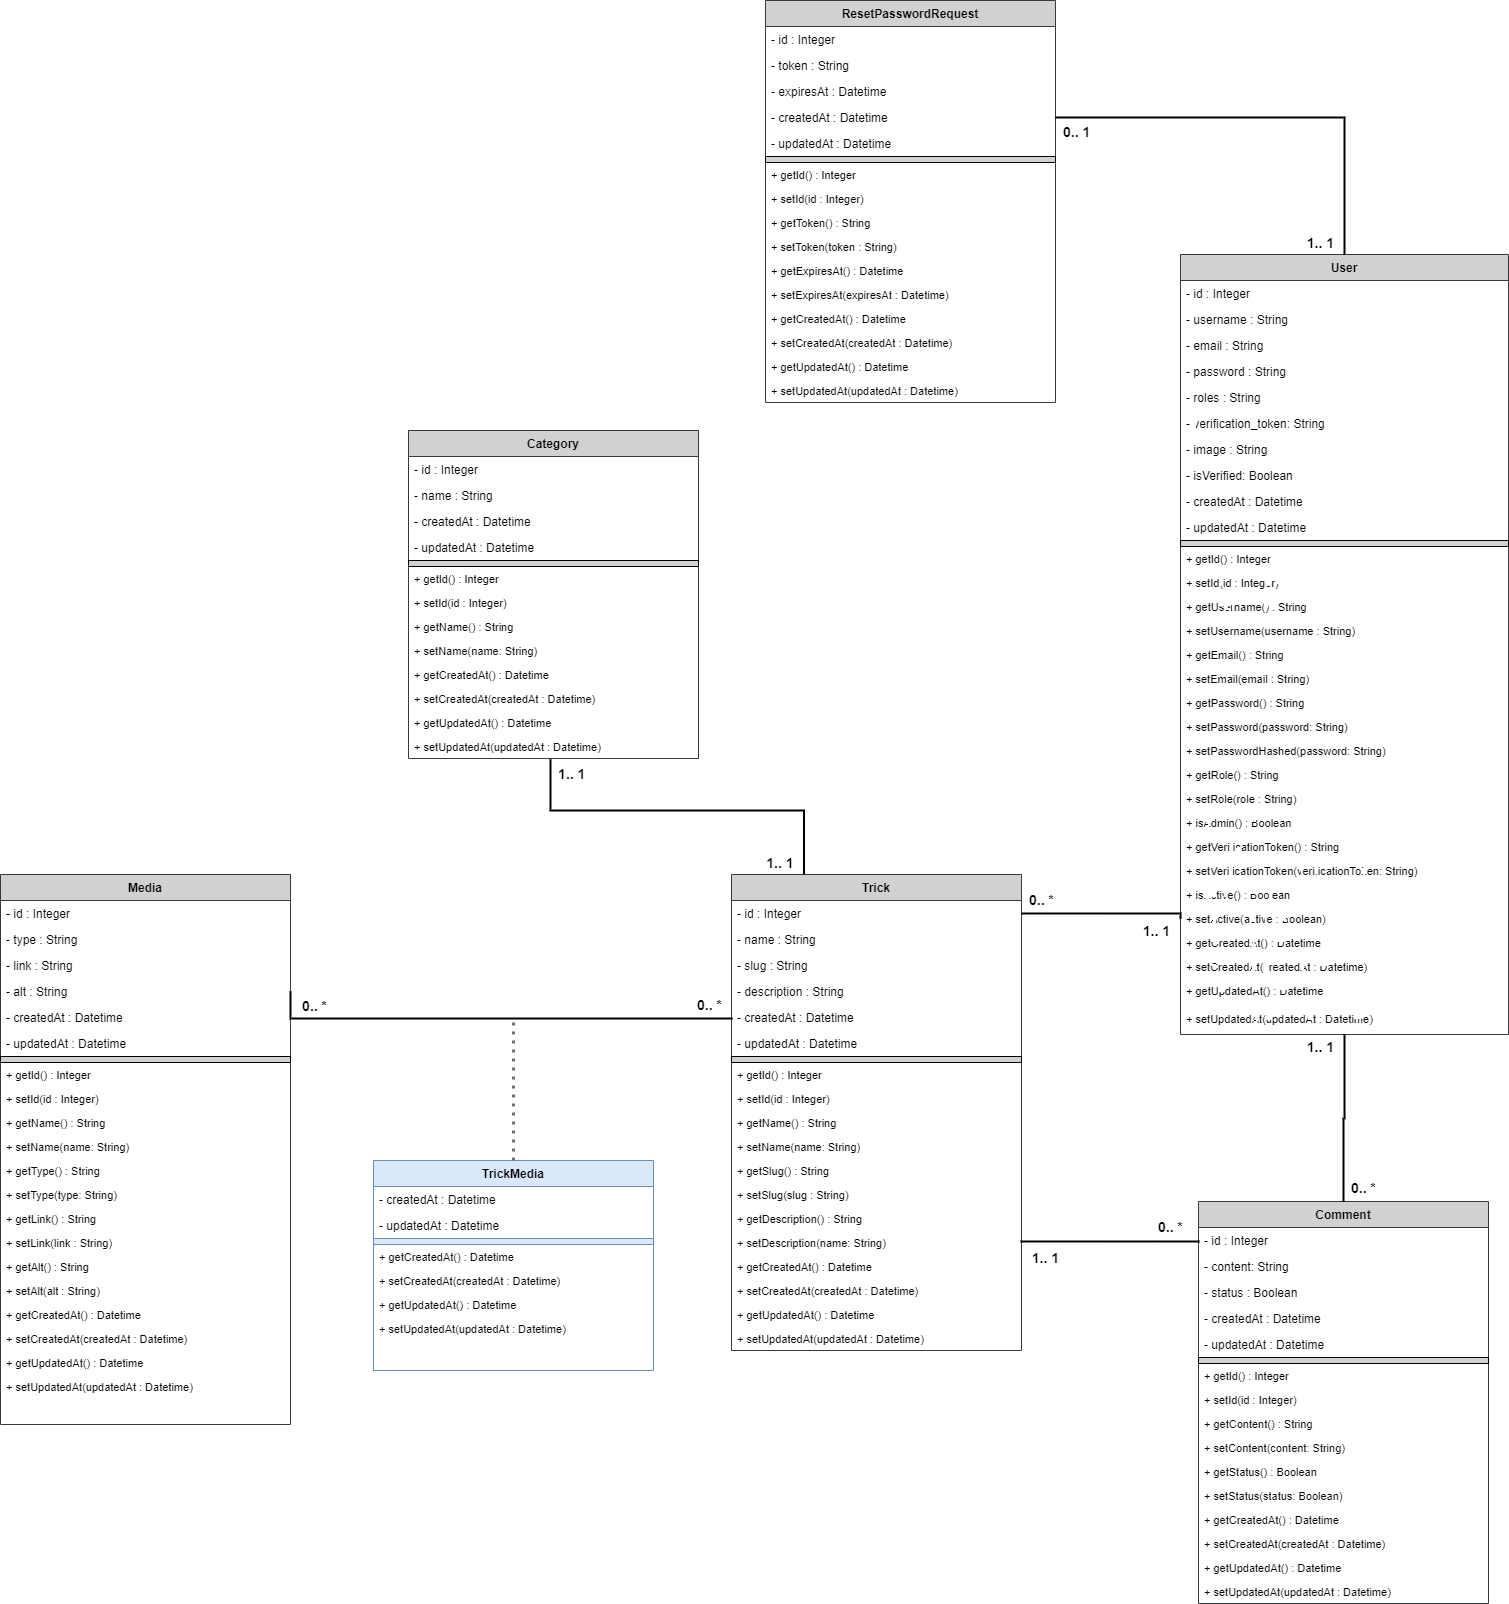 ResetPasswordRequest
- id : Integer
- token : String
- expiresAt : Datetime
- createdAt : Datetime
- updatedAt : Datetime
+ getId() : Integer
+ setId(id : Integer)
+ getToken() : String
+ setToken(token : String)
+ getExpiresAt() : Datetime
+ setExpiresAt(expiresAt : Datetime)
+ getCreatedAt() : Datetime
+ setCreatedAt(createdAt : Datetime)
+ getUpdatedAt() : Datetime
+ setUpdatedAt(updatedAt : Datetime)
0.. 1
1.. 1
User
- id : Integer
- username : String
- email : String
- password : String
- roles : String
- verification_token: String
- image : String
- isVerified: Boolean
- createdAt : Datetime
- updatedAt : Datetime
+ getId() : Integer
+ setId(id : Integer)
+ getUsername() : String
+ setUsername(username : String)
+ getEmail() : String
+ setEmail(email : String)
+ getPassword() : String
+ setPassword(password: String)
+ setPasswordHashed(password: String)
+ getRole() : String
+ setRole(role : String)
+ isAdmin() : Boolean
+ getVerificationToken() : String
+ setVerificationToken(verificationToken: String)
+ isActive() : Boolean
+ setActive(active : Boolean)
+ getCreatedAt() : Datetime
+ setCreatedAt(createdAt : Datetime)
+ getUpdatedAt() : Datetime
+ setUpdatedAt(updatedAt : Datetime)
Category
- id : Integer
- name : String
- createdAt : Datetime
- updatedAt : Datetime
+ getId() : Integer
+ setId(id : Integer)
+ getName() : String
+ setName(name: String)
+ getCreatedAt() : Datetime
+ setCreatedAt(createdAt : Datetime)
+ getUpdatedAt() : Datetime
+ setUpdatedAt(updatedAt : Datetime)
1.. 1
1.. 1
Media
- id : Integer
- type : String
- link : String
- alt : String
- createdAt : Datetime
- updatedAt : Datetime
+ getId() : Integer
+ setId(id : Integer)
+ getName() : String
+ setName(name: String)
+ getType() : String
+ setType(type: String)
+ getLink() : String
+ setLink(link : String)
+ getAlt() : String
+ setAlt(alt : String)
+ getCreatedAt() : Datetime
+ setCreatedAt(createdAt : Datetime)
+ getUpdatedAt() : Datetime
+ setUpdatedAt(updatedAt : Datetime)
0.. *
0.. *
TrickMedia
- createdAt : Datetime
- updatedAt : Datetime
+ getCreatedAt() : Datetime
+ setCreatedAt(createdAt : Datetime)
+ getUpdatedAt() : Datetime
+ setUpdatedAt(updatedAt : Datetime)
Trick
- id : Integer
- name : String
- slug : String
- description : String
- createdAt : Datetime
- updatedAt : Datetime
+ getId() : Integer
+ setId(id : Integer)
+ getName() : String
+ setName(name: String)
+ getSlug() : String
+ setSlug(slug : String)
+ getDescription() : String
+ setDescription(name: String)
+ getCreatedAt() : Datetime
+ setCreatedAt(createdAt : Datetime)
+ getUpdatedAt() : Datetime
+ setUpdatedAt(updatedAt : Datetime)
0.. *
1.. 1
1.. 1
0.. *
0.. *
1.. 1
Comment
- id : Integer
- content: String
- status : Boolean
- createdAt : Datetime
- updatedAt : Datetime
+ getId() : Integer
+ setId(id : Integer)
+ getContent() : String
+ setContent(content: String)
+ getStatus() : Boolean
+ setStatus(status: Boolean)
+ getCreatedAt() : Datetime
+ setCreatedAt(createdAt : Datetime)
+ getUpdatedAt() : Datetime
+ setUpdatedAt(updatedAt : Datetime)